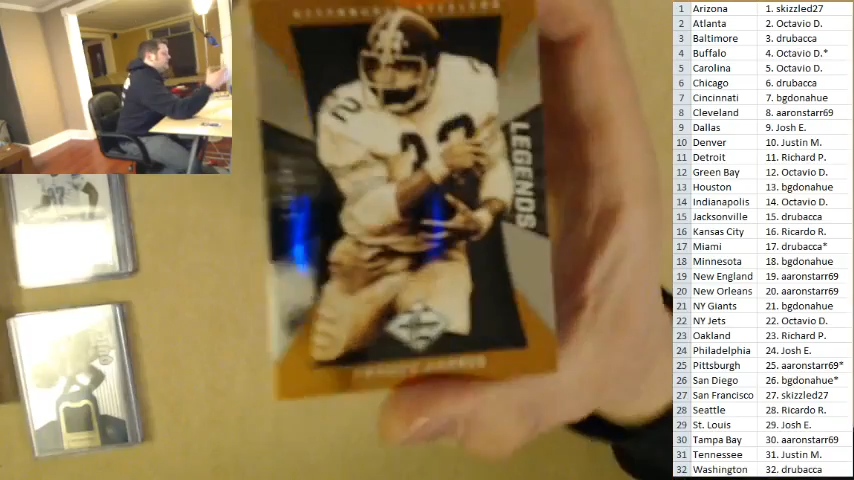 PITTSBURGH STEELERS
LEGENDS
22
1 Arizona 1. skizzled27
2 Atlanta 2. Octavio D.
3 Baltimore 3. drubacca
4 Buffalo 4. Octavio D.*
5 Carolina 5. Octavio D.
6 Chicago 6. drubacca
7 Cincinnati 7. bgdonahue
8 Cleveland 8. aaronstarr69
9 Dallas 9. Josh E.
10 Denver 10. Justin M.
11 Detroit 11. Richard P.
12 Green Bay 12. Octavio D.
13 Houston 13. bgdonahue
14 Indianapolis 14. Octavio D.
15 Jacksonville 15. drubacca
16 Kansas City 16. Ricardo R.
17 Miami 17. drubacca*
18 Minnesota 18. bgdonahue
19 New England 19. aaronstarr69
20 New Orleans 20. aaronstarr69
21 NY Giants 21. bgdonahue
22 NY Jets 22. Octavio D.
23 Oakland 23. Richard P.
24 Philadelphia 24. Josh E.
25 Pittsburgh 25. aaronstarr69*
26 San Diego 26. bgdonahue*
27 San Francisco 27. skizzled27
28 Seattle 28. Ricardo R.
29 St. Louis 29. Josh E.
30 Tampa Bay 30. aaronstarr69
31 Tennessee 31. Justin M.
32 Washington 32. drubacca